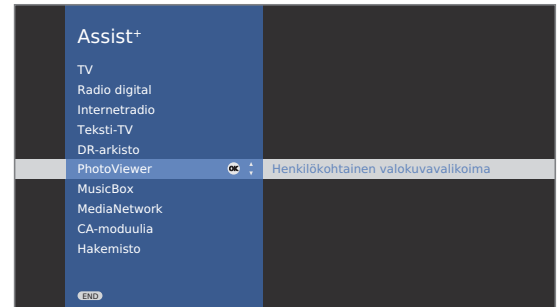 Assist+
TV
Radio digital
Internetradio
Teksti-TV
DR-arkisto
PhotoViewer OK Henkilökohtainen valokuvavalikoima
MusicBox
MediaNetwork
CA-moduulia
Hakemisto
END